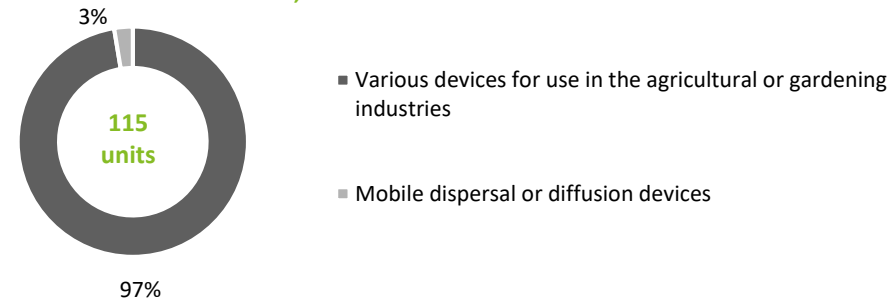 3%
Various devices for use in the agricultural or gardening
industries
115
units
Mobile dispersal or diffusion devices
97%